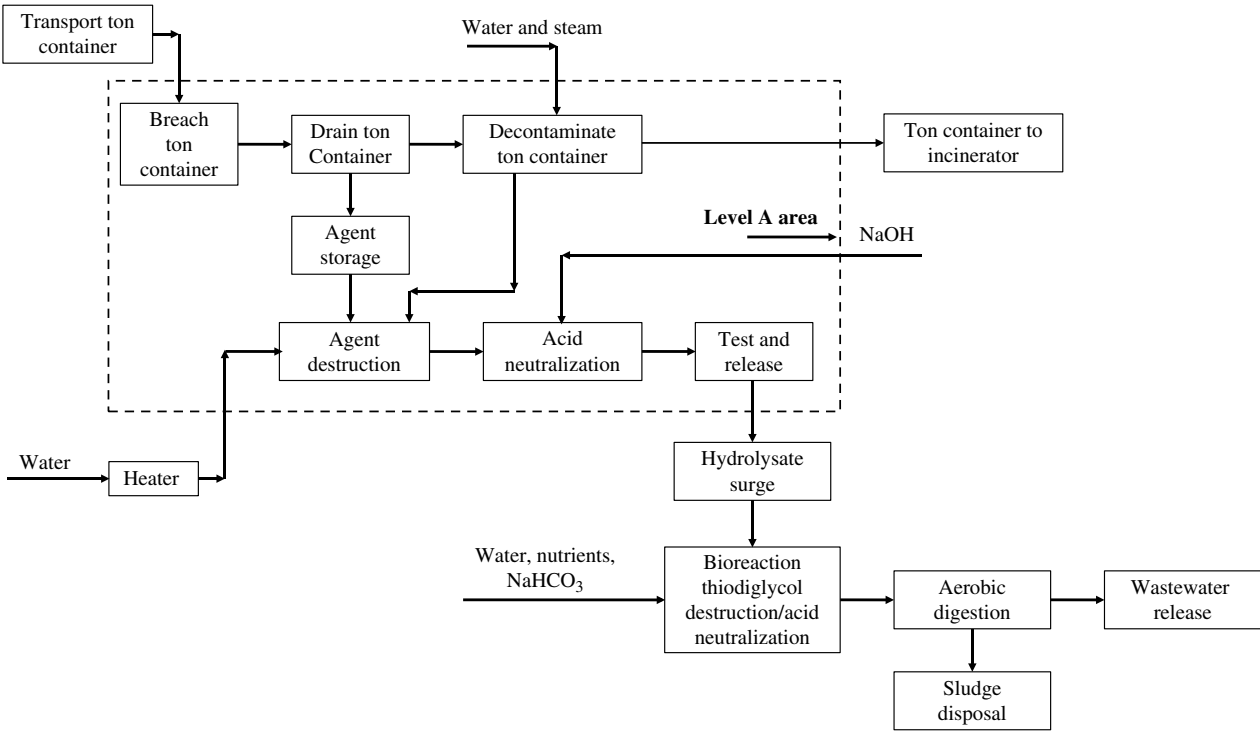 Transport ton
container
Water and steam
Breach
ton
container
Drain ton
Container
Decontaminate
ton container
Ton container to
incinerator
Level A area
NaOH
Agent
storage
Agent
destruction
Acid
neutralization
Test and
release
Water
Heater
Hydrolysate
surge
Water, nutrients,
NaHCO₃
Bioreaction
thiodiglycol
destruction/acid
neutralization
Aerobic
digestion
Wastewater
release
Sludge
disposal